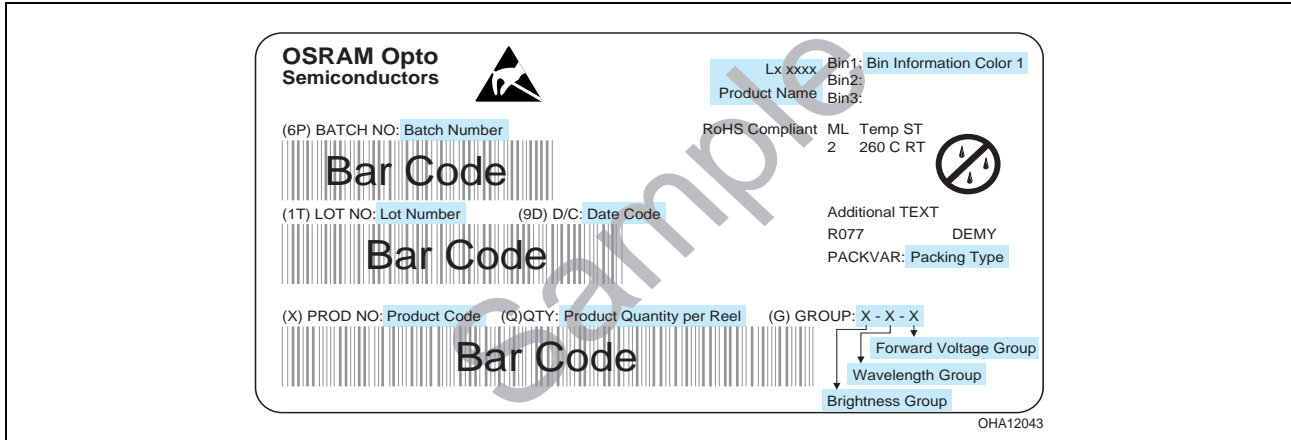 OSRAM Opto
Semiconductors
Lx xxxx
Product Name
Bin1: Bin Information Color 1
Bin2:
Bin3:
(6P) BATCH NO: Batch Number
Bar Code
RoHS Compliant ML Temp ST
2 260 C RT
(1T) LOT NO: Lot Number (9D) D/C: Date Code
Bar Code
Additional TEXT
R077 DEMY
PACKVAR: Packing Type
(X) PROD NO: Product Code (Q)QTY: Product Quantity per Reel (G) GROUP: X - X - X
Bar Code
Forward Voltage Group
Wavelength Group
Brightness Group
Sample
OHA12043